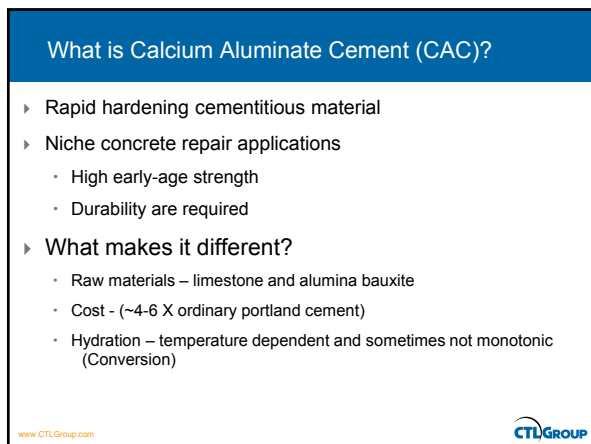 What is Calcium Aluminate Cement (CAC)?
Rapid hardening cementitious material
Niche concrete repair applications
High early-age strength
Durability are required
What makes it different?
Raw materials – limestone and alumina bauxite
Cost - (~4-6 X ordinary portland cement)
Hydration – temperature dependent and sometimes not monotonic
(Conversion)
www.CTLGroup.com
CTLGROUP